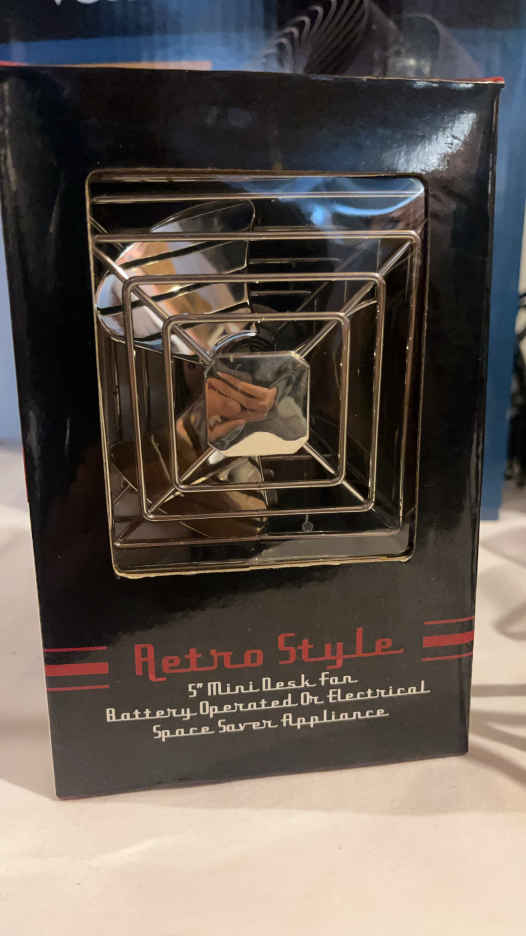 Retro Style
5" Mini Desk Fan
Battery Operated Or Electrical
Space Saver Appliance